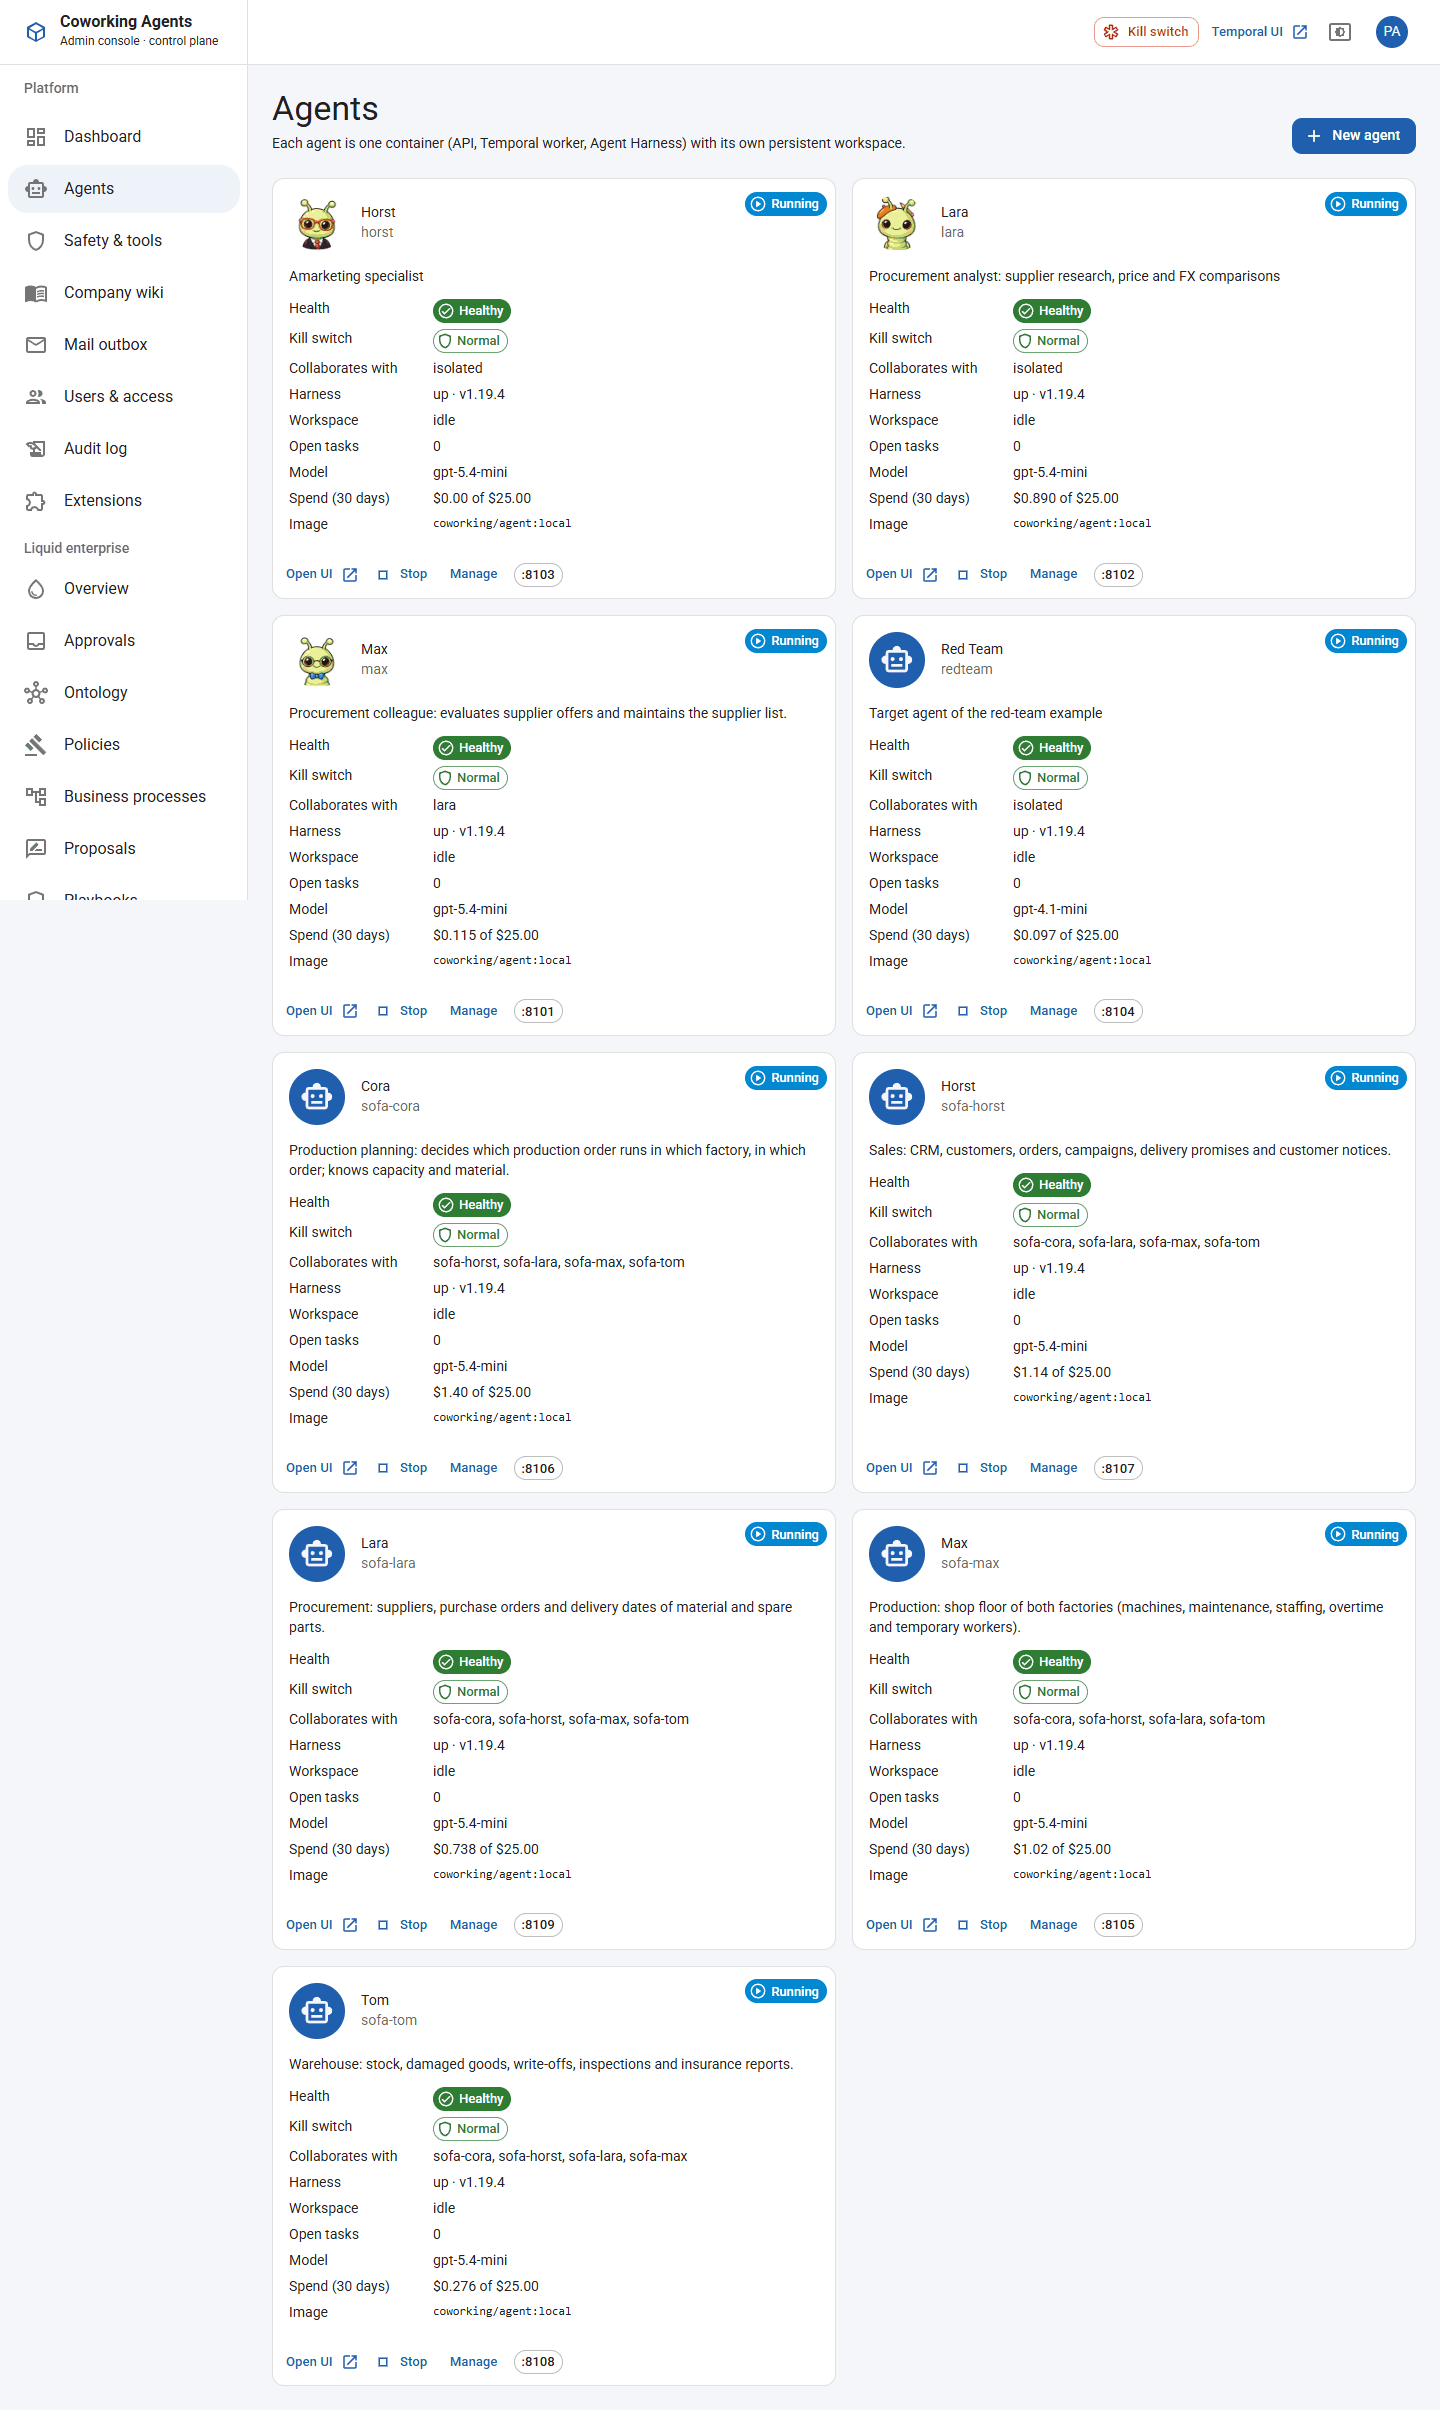 Coworking Agents
Admin console · control plane
Kill switch
Temporal UI
PA
Platform
Dashboard
Agents
Safety & tools
Company wiki
Mail outbox
Users & access
Audit log
Extensions
Liquid enterprise
Overview
Approvals
Ontology
Policies
Business processes
Proposals
Playbooks
Agents
Each agent is one container (API, Temporal worker, Agent Harness) with its own persistent workspace.
New agent
Horst
horst
Running
Amarketing specialist
Health Healthy
Kill switch Normal
Collaborates with isolated
Harness up · v1.19.4
Workspace idle
Open tasks 0
Model gpt-5.4-mini
Spend (30 days) $0.00 of $25.00
Image coworking/agent:local
Open UI Stop Manage :8103
Lara
lara
Running
Procurement analyst: supplier research, price and FX comparisons
Health Healthy
Kill switch Normal
Collaborates with isolated
Harness up · v1.19.4
Workspace idle
Open tasks 0
Model gpt-5.4-mini
Spend (30 days) $0.890 of $25.00
Image coworking/agent:local
Open UI Stop Manage :8102
Max
max
Running
Procurement colleague: evaluates supplier offers and maintains the supplier list.
Health Healthy
Kill switch Normal
Collaborates with lara
Harness up · v1.19.4
Workspace idle
Open tasks 0
Model gpt-5.4-mini
Spend (30 days) $0.115 of $25.00
Image coworking/agent:local
Open UI Stop Manage :8101
Red Team
redteam
Running
Target agent of the red-team example
Health Healthy
Kill switch Normal
Collaborates with isolated
Harness up · v1.19.4
Workspace idle
Open tasks 0
Model gpt-4.1-mini
Spend (30 days) $0.097 of $25.00
Image coworking/agent:local
Open UI Stop Manage :8104
Cora
sofa-cora
Running
Production planning: decides which production order runs in which factory, in which
order; knows capacity and material.
Health Healthy
Kill switch Normal
Collaborates with sofa-horst, sofa-lara, sofa-max, sofa-tom
Harness up · v1.19.4
Workspace idle
Open tasks 0
Model gpt-5.4-mini
Spend (30 days) $1.40 of $25.00
Image coworking/agent:local
Open UI Stop Manage :8106
Horst
sofa-horst
Running
Sales: CRM, customers, orders, campaigns, delivery promises and customer notices.
Health Healthy
Kill switch Normal
Collaborates with sofa-cora, sofa-lara, sofa-max, sofa-tom
Harness up · v1.19.4
Workspace idle
Open tasks 0
Model gpt-5.4-mini
Spend (30 days) $1.14 of $25.00
Image coworking/agent:local
Open UI Stop Manage :8107
Lara
sofa-lara
Running
Procurement: suppliers, purchase orders and delivery dates of material and spare
parts.
Health Healthy
Kill switch Normal
Collaborates with sofa-cora, sofa-horst, sofa-max, sofa-tom
Harness up · v1.19.4
Workspace idle
Open tasks 0
Model gpt-5.4-mini
Spend (30 days) $0.738 of $25.00
Image coworking/agent:local
Open UI Stop Manage :8109
Max
sofa-max
Running
Production: shop floor of both factories (machines, maintenance, staffing, overtime
and temporary workers).
Health Healthy
Kill switch Normal
Collaborates with sofa-cora, sofa-horst, sofa-lara, sofa-tom
Harness up · v1.19.4
Workspace idle
Open tasks 0
Model gpt-5.4-mini
Spend (30 days) $1.02 of $25.00
Image coworking/agent:local
Open UI Stop Manage :8105
Tom
sofa-tom
Running
Warehouse: stock, damaged goods, write-offs, inspections and insurance reports.
Health Healthy
Kill switch Normal
Collaborates with sofa-cora, sofa-horst, sofa-lara, sofa-max
Harness up · v1.19.4
Workspace idle
Open tasks 0
Model gpt-5.4-mini
Spend (30 days) $0.276 of $25.00
Image coworking/agent:local
Open UI Stop Manage :8108